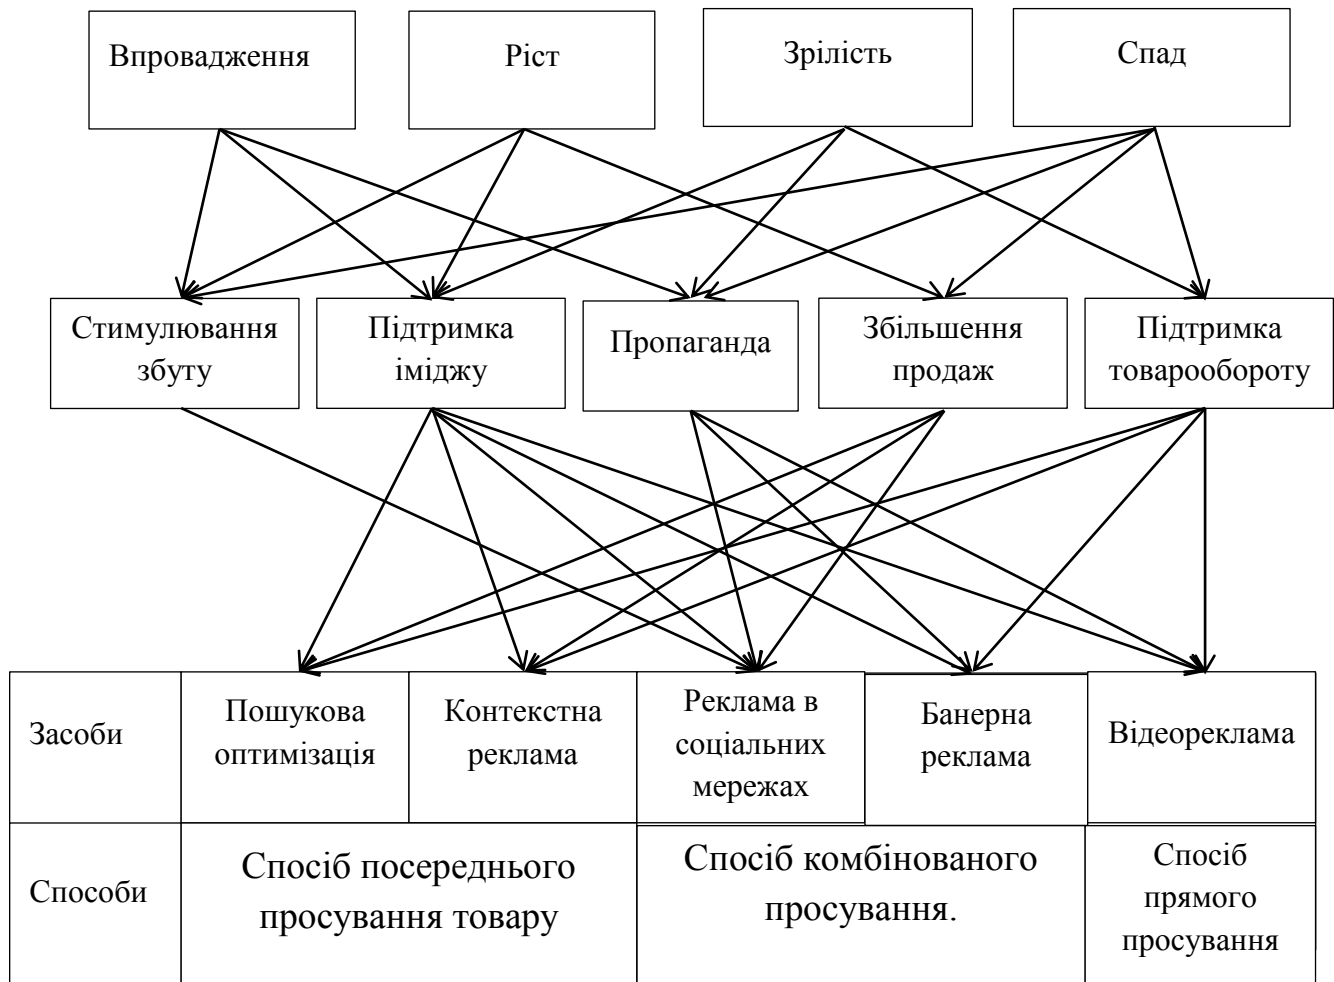 Впровадження
Ріст
Зрілість
Спад
Стимулювання
збуту
Підтримка
іміджу
Пропаганда
Збільшення
продаж
Підтримка
товарообороту
Засоби
Пошукова
оптимізація
Контекстна
реклама
Реклама в
соціальних
мережах
Банерна
реклама
Відеореклама
Способи
Спосіб посереднього
просування товару
Спосіб комбінованого
просування.
Спосіб
прямого
просування